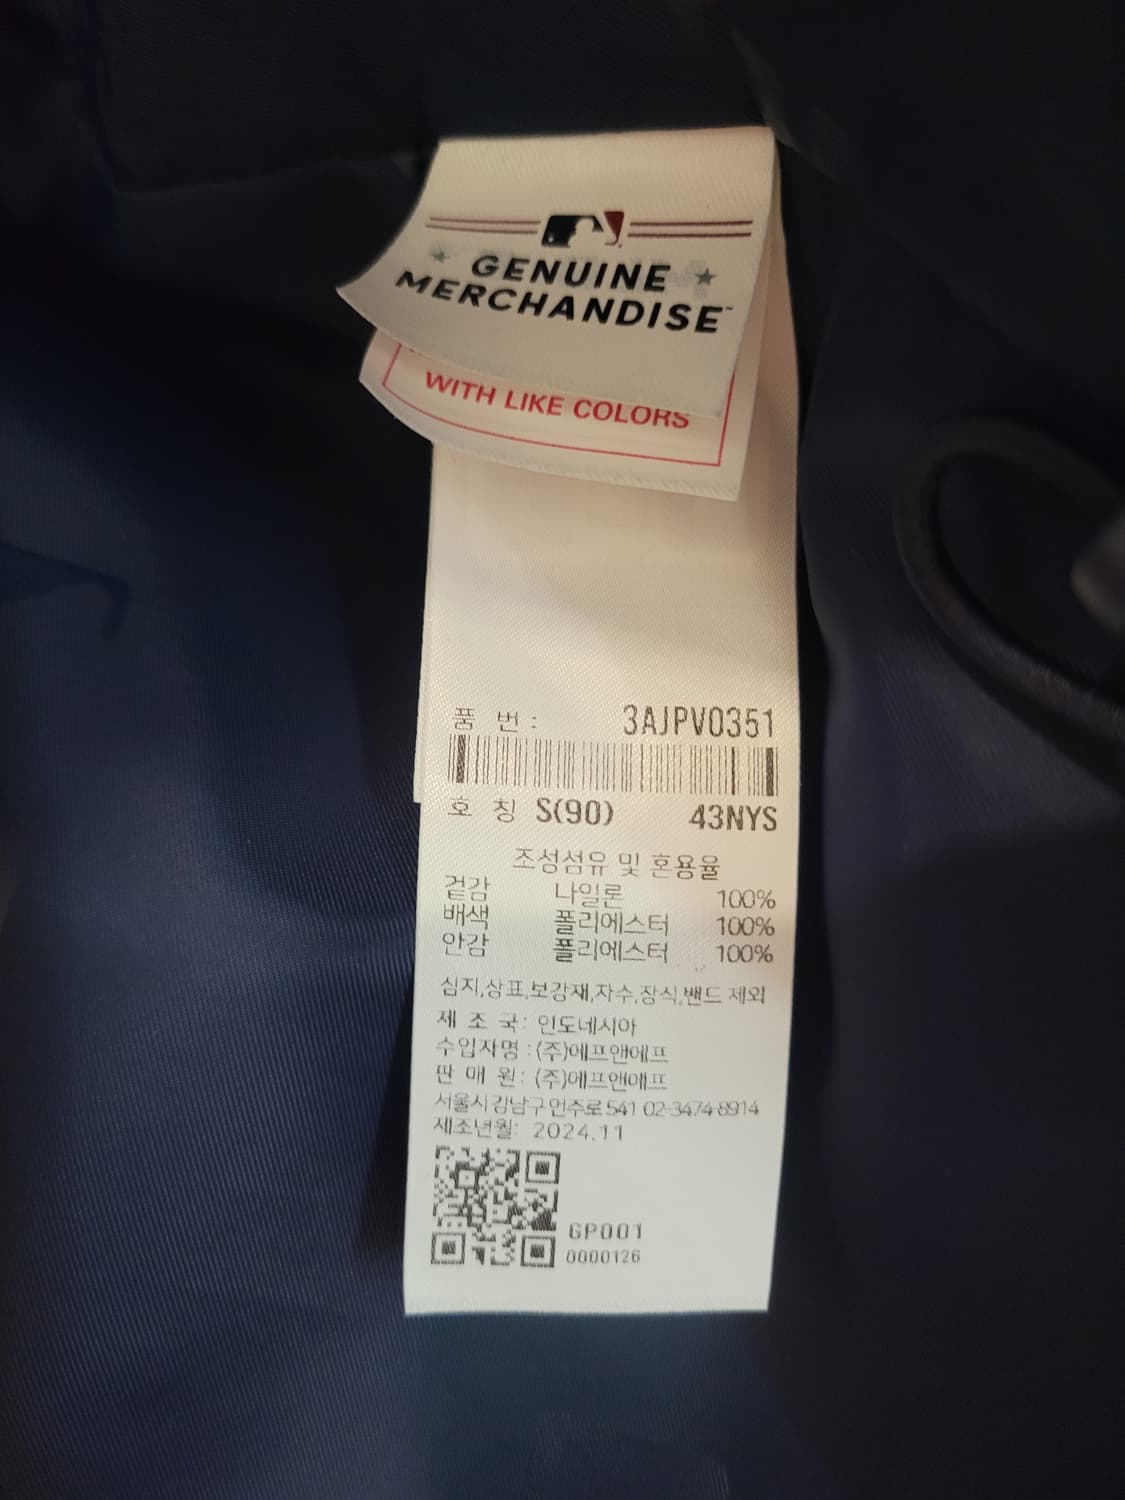 GENUINE
MERCHANDISE™
WITH LIKE COLORS
품 번 : 3AJPV0351
호 칭 S(90) 43NYS
조성섬유 및 혼용율
겉감 나일론 100%
배색 폴리에스터 100%
안감 폴리에스터 100%
심지,상표,보강재,자수,장식,밴드 제외
제 조 국 : 인도네시아
수입자명 : (주)에프앤에프
판 매 원 : (주)에프앤에프
서울시 강남구 언주로 541 02-3474-8914
제조년월: 2024.11
GP001
0000126